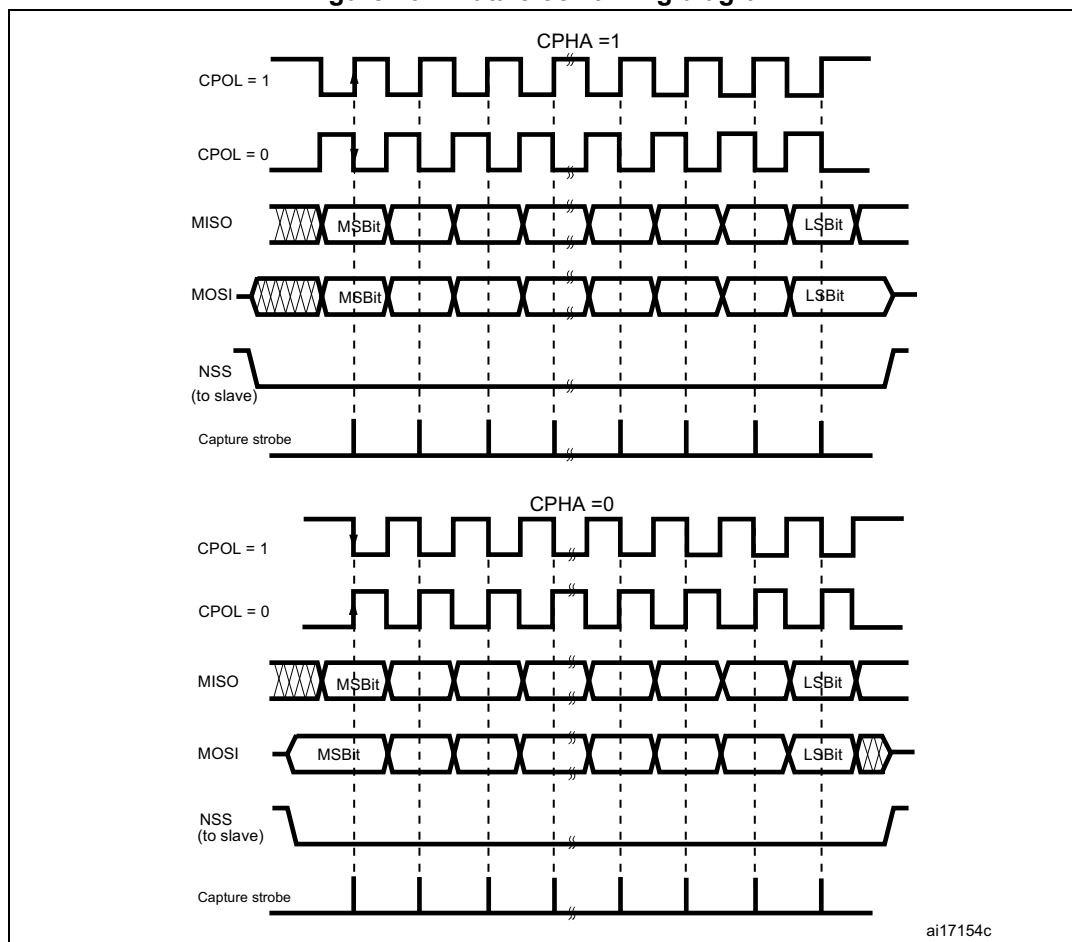 CPHA =1
CPOL = 1
CPOL = 0
MISO
MSBit
LSBit
MOSI
MSBit
LSBit
NSS
(to slave)
Capture strobe
CPHA =0
CPOL = 1
CPOL = 0
MISO
MSBit
LSBit
MOSI
MSBit
LSBit
NSS
(to slave)
Capture strobe
ai17154c